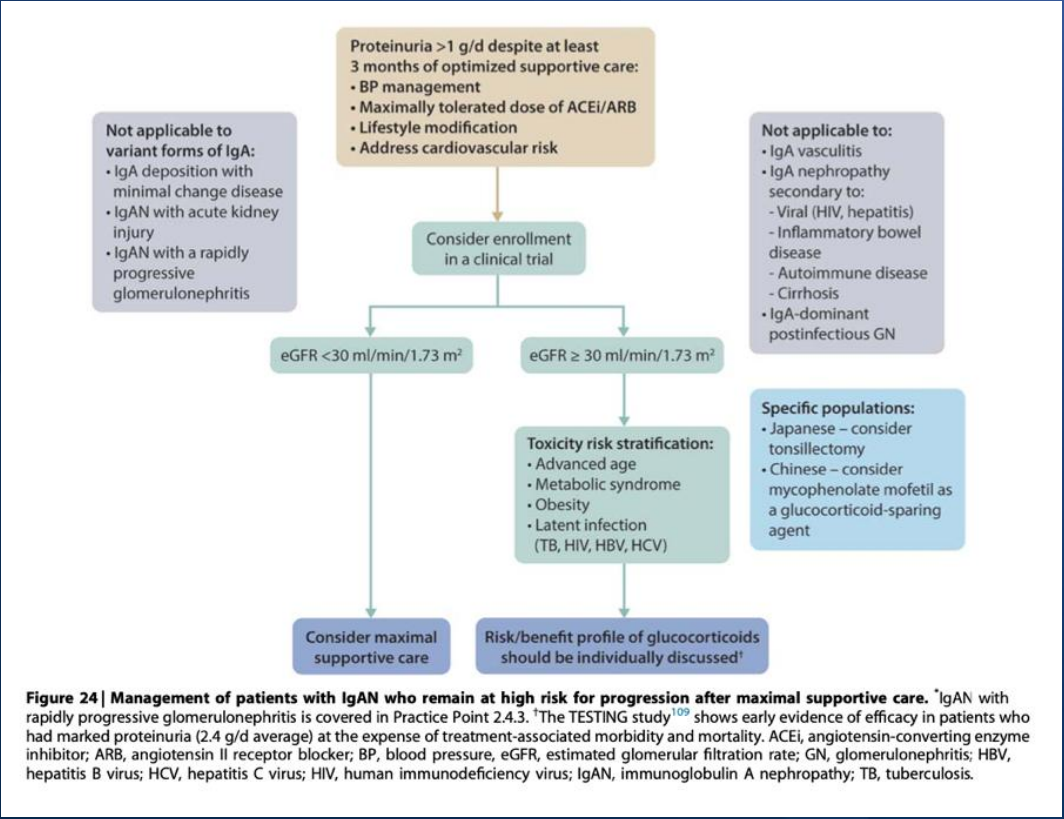 Proteinuria >1 g/d despite at least
3 months of optimized supportive care:
• BP management
• Maximally tolerated dose of ACEi/ARB
• Lifestyle modification
• Address cardiovascular risk
Not applicable to
variant forms of IgA:
• IgA deposition with
minimal change disease
• IgAN with acute kidney
injury
• IgAN with a rapidly
progressive
glomerulonephritis
Not applicable to:
• IgA vasculitis
• IgA nephropathy
secondary to:
- Viral (HIV, hepatitis)
- Inflammatory bowel
disease
- Autoimmune disease
- Cirrhosis
• IgA-dominant
postinfectious GN
Consider enrollment
in a clinical trial
eGFR <30 ml/min/1.73 m²
eGFR ≥ 30 ml/min/1.73 m²
Toxicity risk stratification:
• Advanced age
• Metabolic syndrome
• Obesity
• Latent infection
(TB, HIV, HBV, HCV)
Specific populations:
• Japanese – consider
tonsillectomy
• Chinese – consider
mycophenolate mofetil as
a glucocorticoid-sparing
agent
Consider maximal
supportive care
Risk/benefit profile of glucocorticoids
should be individually discussed†
Figure 24 | Management of patients with IgAN who remain at high risk for progression after maximal supportive care. *IgAN with
rapidly progressive glomerulonephritis is covered in Practice Point 2.4.3. †The TESTING study109 shows early evidence of efficacy in patients who
had marked proteinuria (2.4 g/d average) at the expense of treatment-associated morbidity and mortality. ACEi, angiotensin-converting enzyme
inhibitor; ARB, angiotensin II receptor blocker; BP, blood pressure, eGFR, estimated glomerular filtration rate; GN, glomerulonephritis; HBV,
hepatitis B virus; HCV, hepatitis C virus; HIV, human immunodeficiency virus; IgAN, immunoglobulin A nephropathy; TB, tuberculosis.